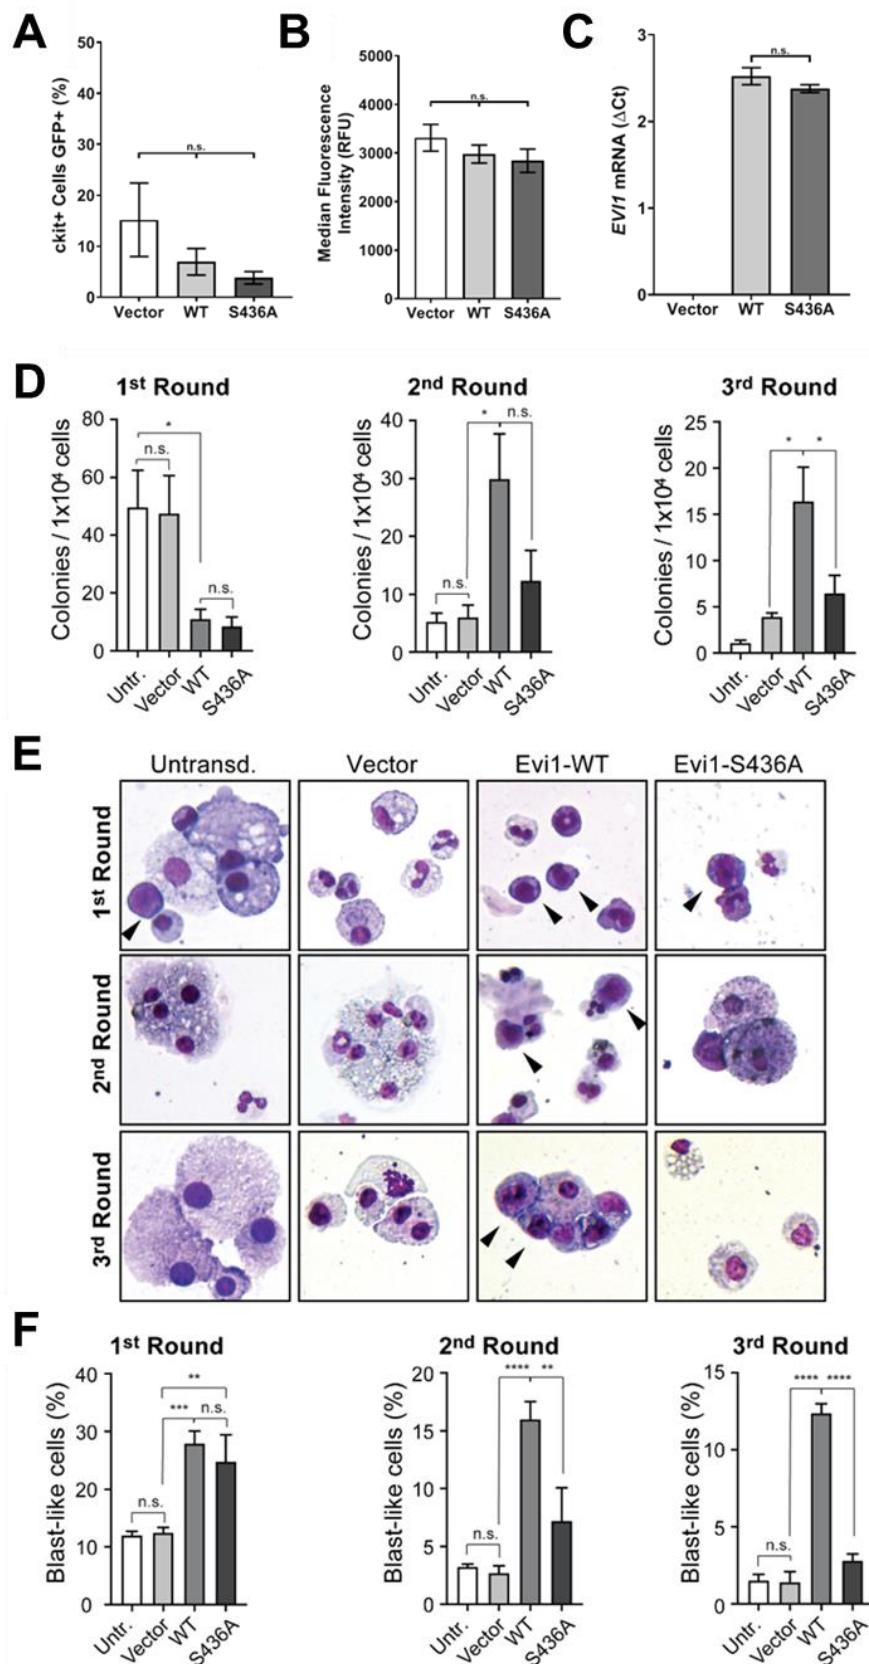 A
ckit+ Cells GFP+ (%)
50
40
30
20
10
0
n.s.
Vector WT S436A
B
Median Fluorescence
Intensity (RFU)
5000
4000
3000
2000
1000
0
n.s.
Vector WT S436A
C
EVI1 mRNA (ΔCt)
3
2
1
0
n.s.
Vector WT S436A
D
1st Round
Colonies / 1x10⁴ cells
80
60
40
20
0
*
n.s.
n.s.
Untr. Vector WT S436A
2nd Round
Colonies / 1x10⁴ cells
40
30
20
10
0
* n.s.
n.s.
Untr. Vector WT S436A
3rd Round
Colonies / 1x10⁴ cells
25
20
15
10
5
0
* *
Untr. Vector WT S436A
E
Untransd. Vector Evi1-WT Evi1-S436A
1st Round
2nd Round
3rd Round
F
1st Round
Blast-like cells (%)
40
30
20
10
0
**
*** n.s.
n.s.
Untr. Vector WT S436A
2nd Round
Blast-like cells (%)
20
15
10
5
0
**** **
n.s.
Untr. Vector WT S436A
3rd Round
Blast-like cells (%)
15
10
5
0
**** ****
n.s.
Untr. Vector WT S436A